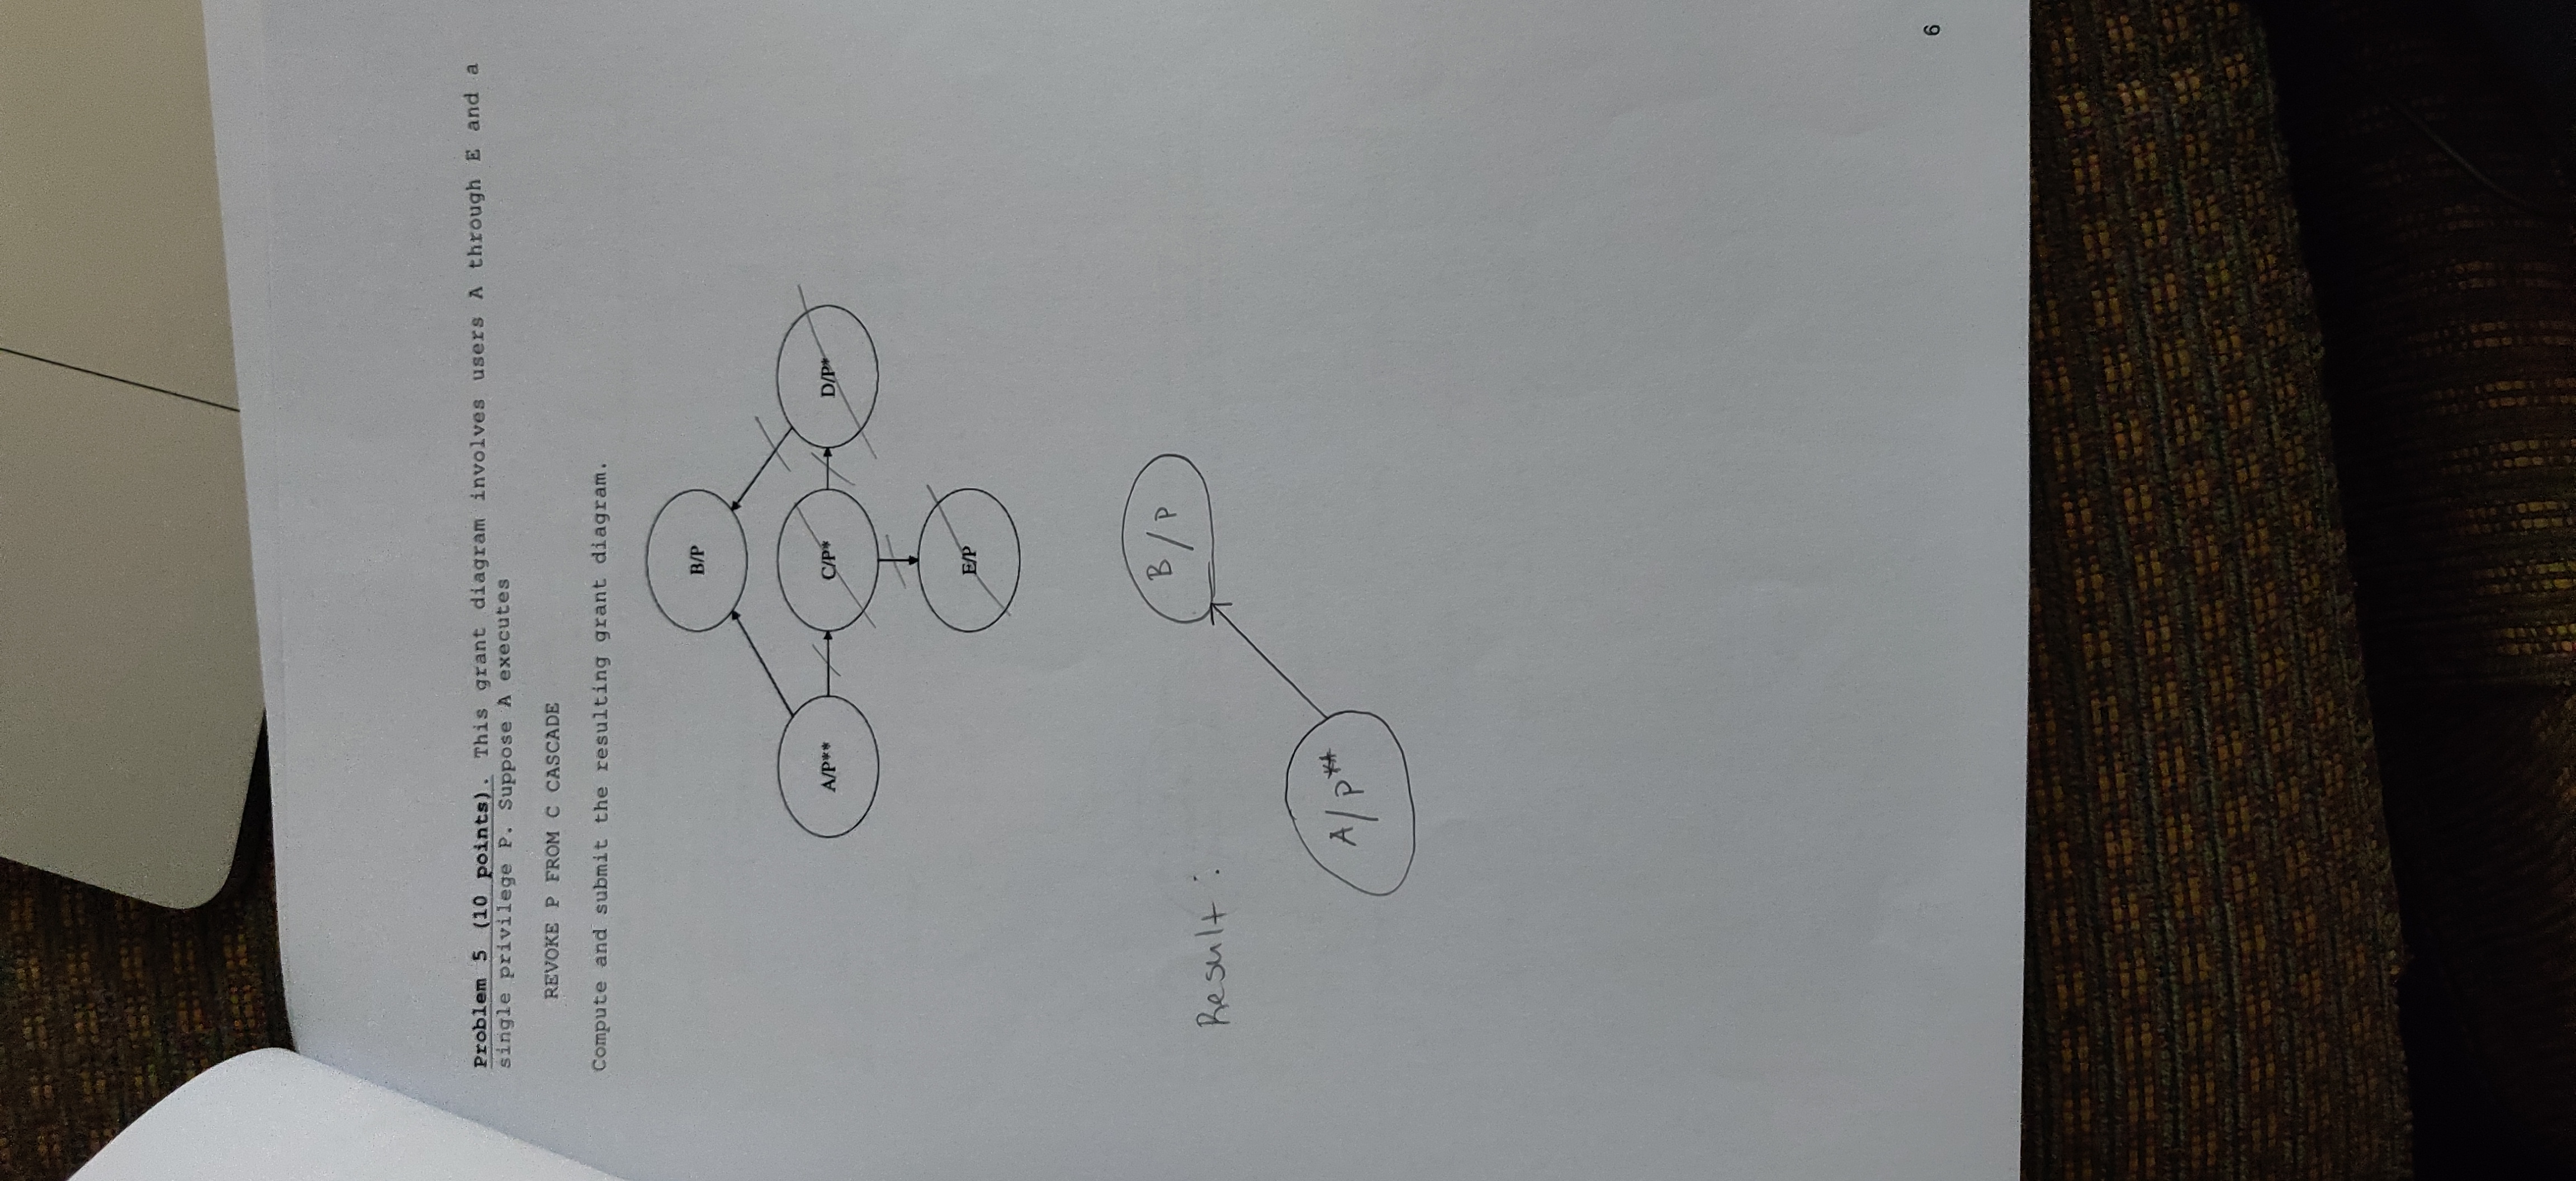 Problem 5 (10 points). This grant diagram involves users A through E and a
single privilege P. Suppose A executes
REVOKE P FROM C CASCADE
Compute and submit the resulting grant diagram.
B/P
A/P**
C/P*
D/P*
E/P
B/P
Result:
A/P**
6